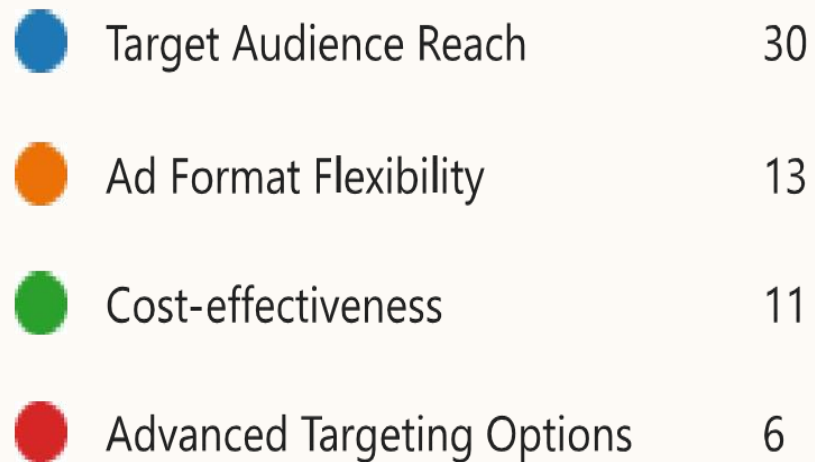 Target Audience Reach 30
Ad Format Flexibility 13
Cost-effectiveness 11
Advanced Targeting Options 6